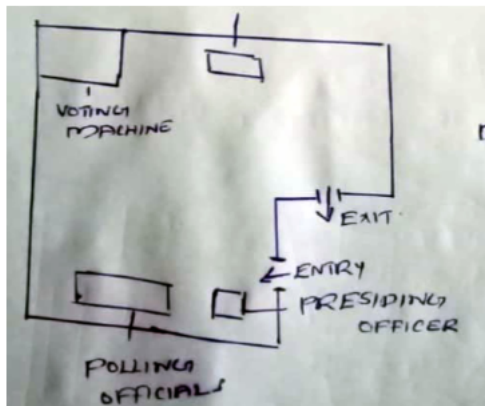 VOTING
MACHINE
EXIT
ENTRY
PRESIDING
OFFICER
POLLING
OFFICIALS